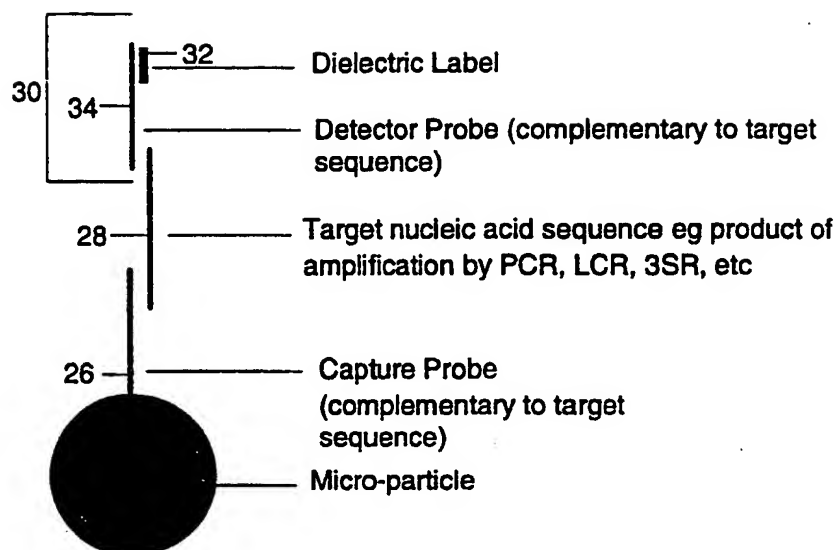 32
Dielectric Label
30
34
Detector Probe (complementary to target
sequence)
28
Target nucleic acid sequence eg product of
amplification by PCR, LCR, 3SR, etc
26
Capture Probe
(complementary to target
sequence)
Micro-particle